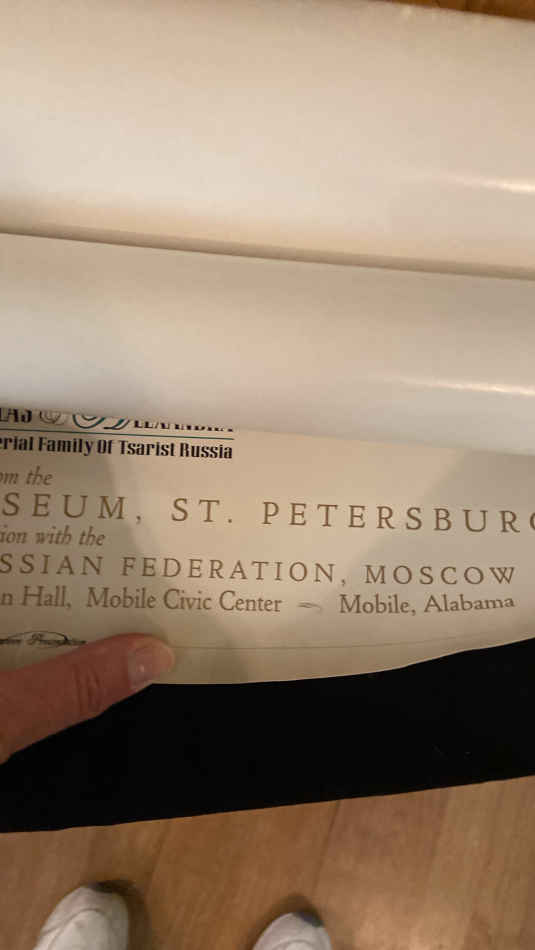 erial Family Of Tsarist Russia
om the
SEUM, ST. PETERSBURG
ion with the
SSIAN FEDERATION, MOSCOW
n Hall, Mobile Civic Center Mobile, Alabama